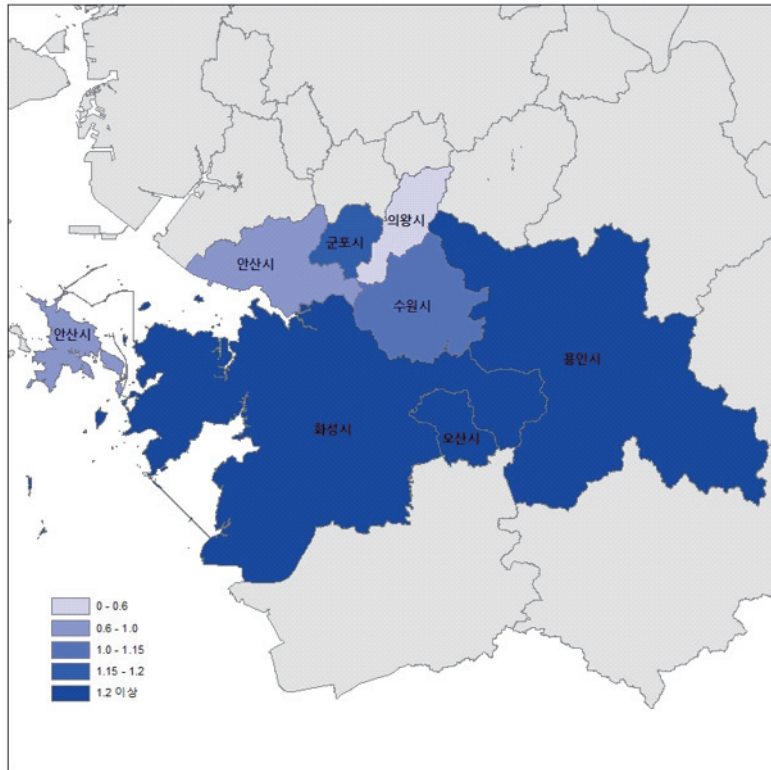 의왕시
군포시
안산시
수원시
안산시
용인시
화성시
오산시
0 - 0.6
0.6 - 1.0
1.0 - 1.15
1.15 - 1.2
1.2 이상